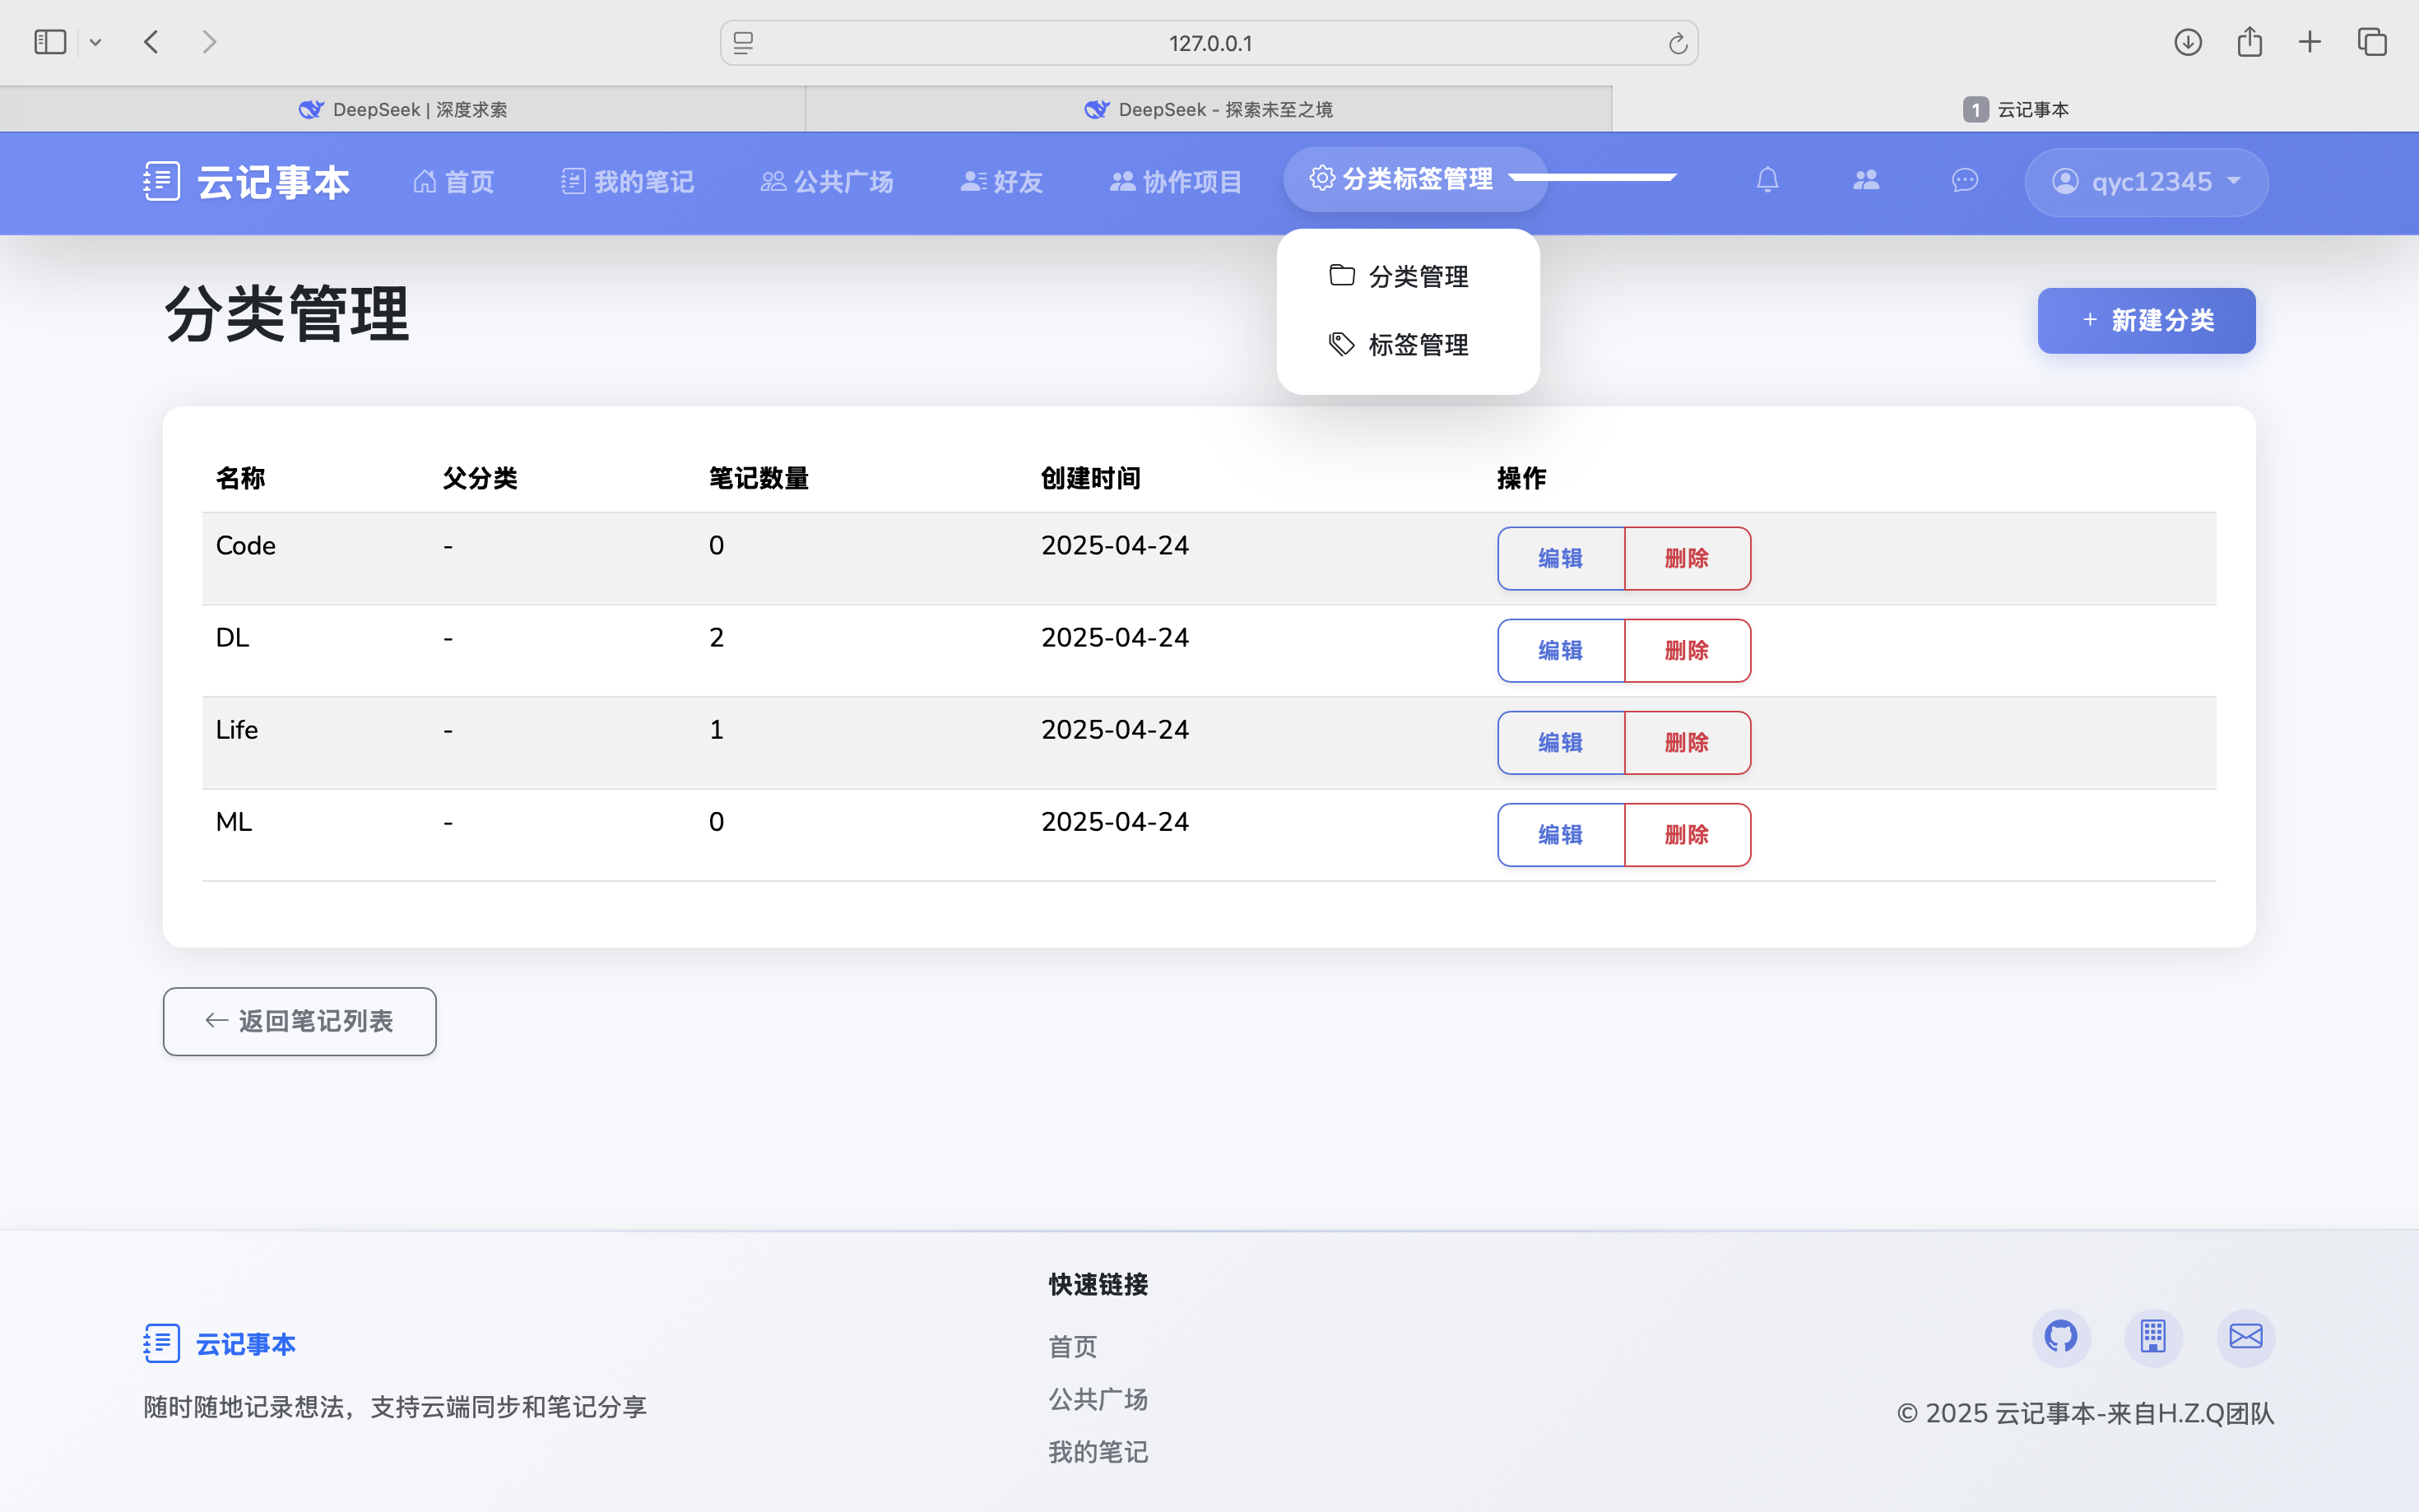 127.0.0.1
DeepSeek | 深度求索
DeepSeek - 探索未至之境
1 云记事本
云记事本 首页 我的笔记 公共广场 好友 协作项目 分类标签管理 qyc12345
分类管理
标签管理
分类管理
+ 新建分类
名称 父分类 笔记数量 创建时间 操作
Code - 0 2025-04-24 编辑 删除
DL - 2 2025-04-24 编辑 删除
Life - 1 2025-04-24 编辑 删除
ML - 0 2025-04-24 编辑 删除
← 返回笔记列表
云记事本
随时随地记录想法，支持云端同步和笔记分享
快速链接
首页
公共广场
我的笔记
© 2025 云记事本-来自H.Z.Q团队